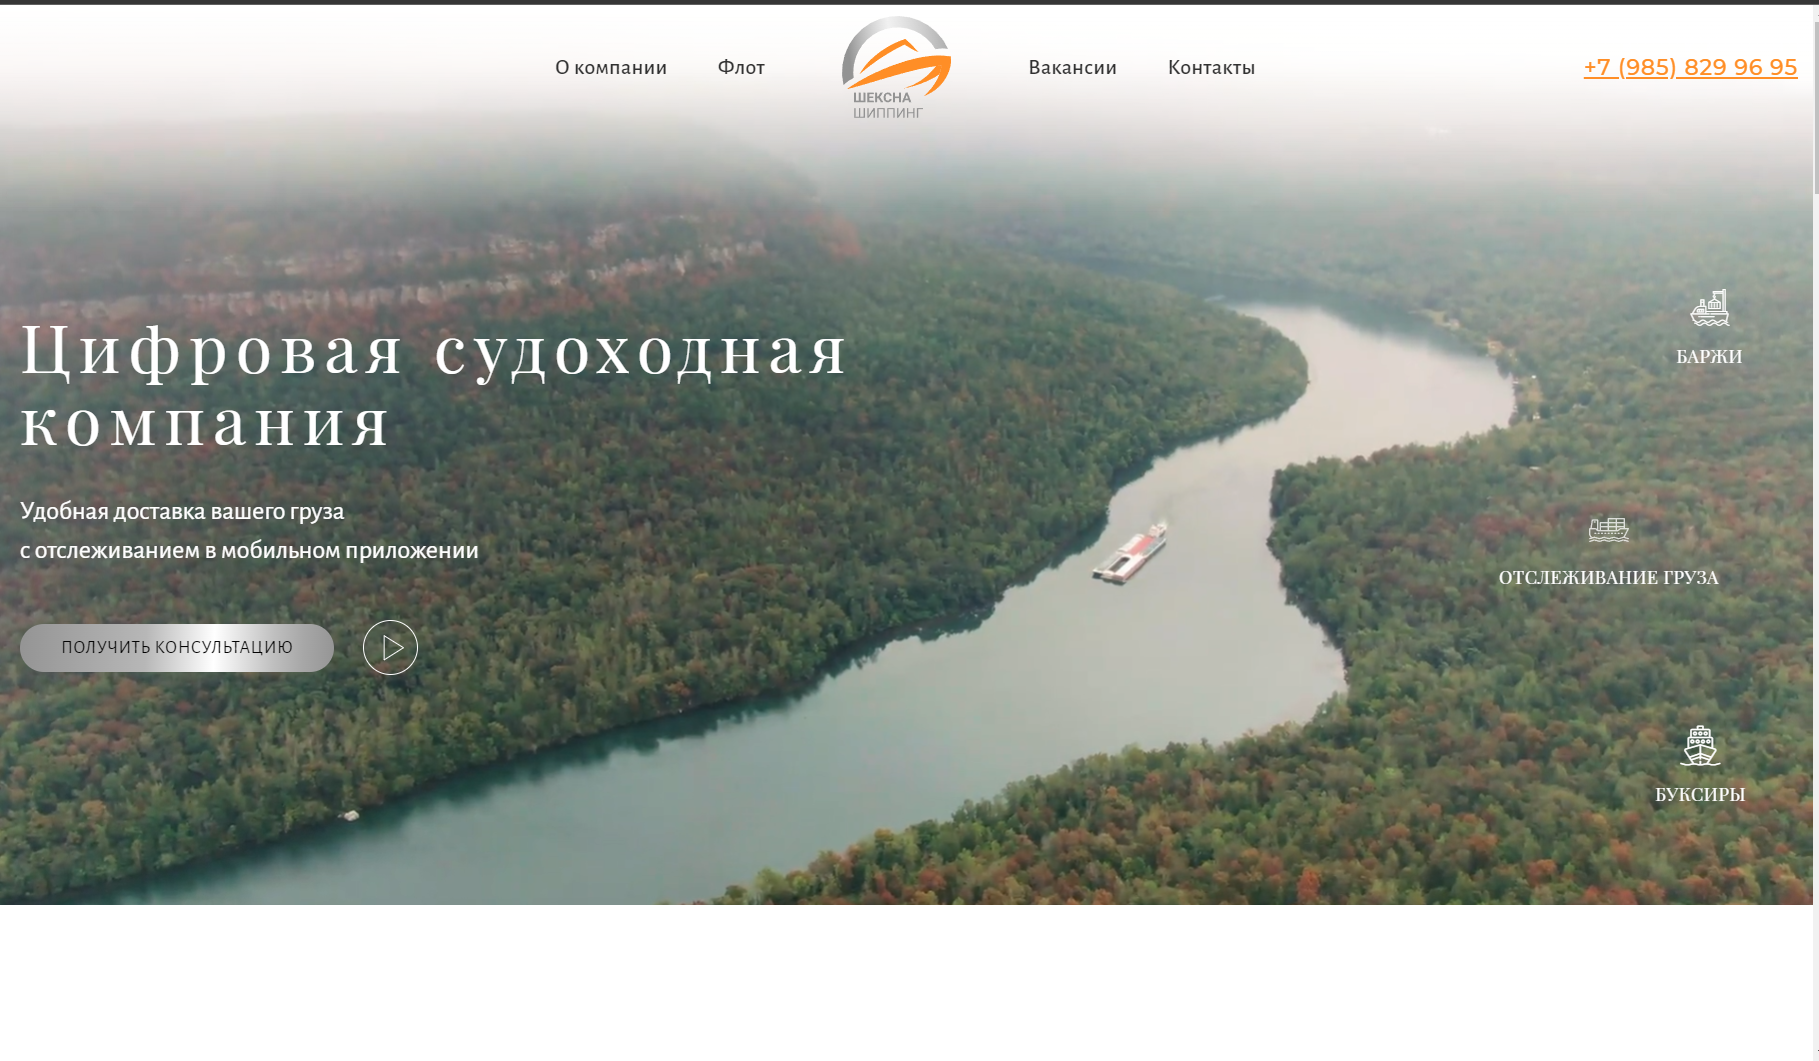 О компании
Флот
ШЕКСНА
ШИППИНГ
Вакансии
Контакты
+7 (985) 829 96 95
Цифровая судоходная
компания
Удобная доставка вашего груза
с отслеживанием в мобильном приложении
ПОЛУЧИТЬ КОНСУЛЬТАЦИЮ
БАРЖИ
ОТСЛЕЖИВАНИЕ ГРУЗА
БУКСИРЫ